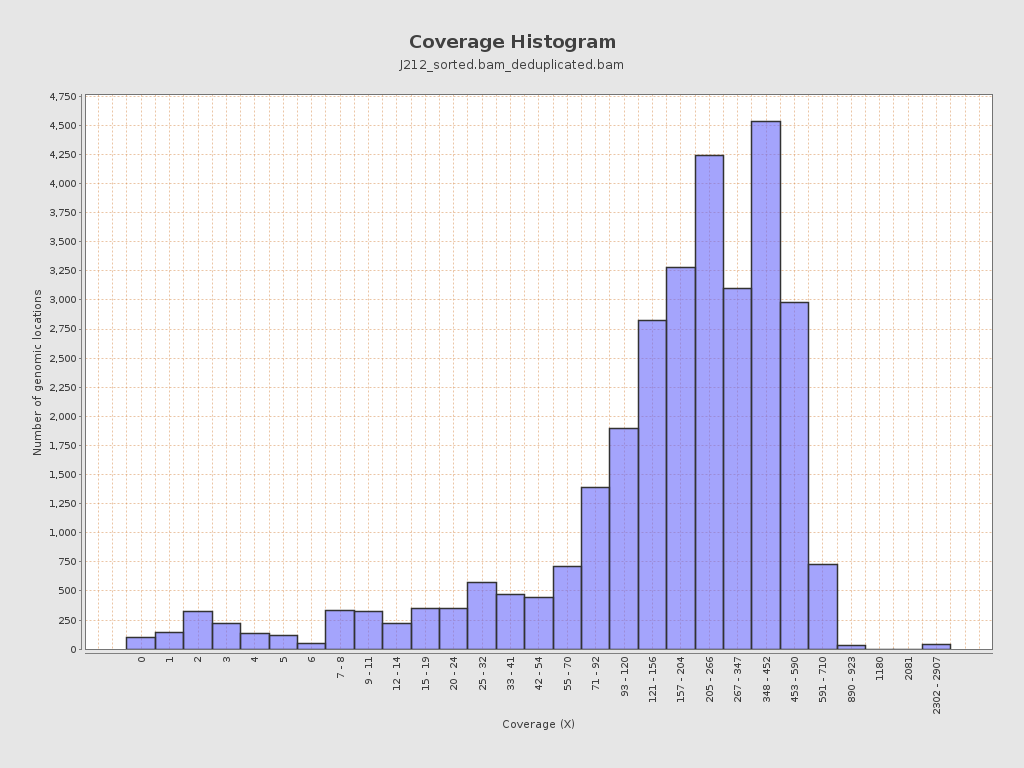 Coverage Histogram
J212_sorted.bam_deduplicated.bam
Number of genomic locations
4,750
4,500
4,250
4,000
3,750
3,500
3,250
3,000
2,750
2,500
2,250
2,000
1,750
1,500
1,250
1,000
750
500
250
0
0
1
2
3
4
5
6
7 - 8
9 - 11
12 - 14
15 - 19
20 - 24
25 - 32
33 - 41
42 - 54
55 - 70
71 - 92
93 - 120
121 - 156
157 - 204
205 - 266
267 - 347
348 - 452
453 - 590
591 - 710
890 - 923
1180
2081
2302 - 2907
Coverage (X)